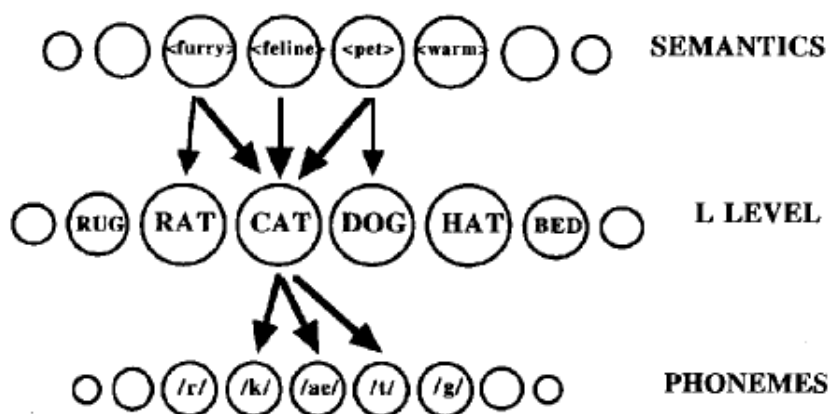 <furry> <feline> <pet> <warm> SEMANTICS
RUG RAT CAT DOG HAT BED L LEVEL
/r/ /k/ /ae/ /t/ /g/ PHONEMES